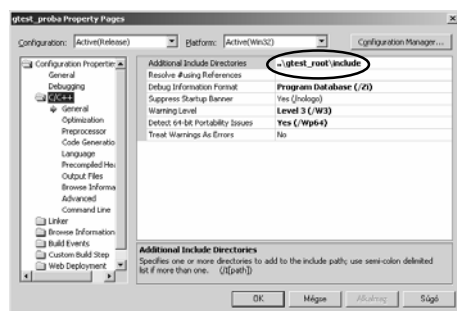 gtest_proba Property Pages
Configuration: Active(Release) Platform: Active(Win32) Configuration Manager...
Configuration Properties
General
Debugging
C/C++
General
Optimization
Preprocessor
Code Generatio
Language
Precompiled Hea
Output Files
Browse Informa
Advanced
Command Line
Linker
Browse Information
Build Events
Custom Build Step
Web Deployment
Additional Include Directories ..\gtest_root\include
Resolve #using References
Debug Information Format Program Database (/Zi)
Suppress Startup Banner Yes (/nologo)
Warning Level Level 3 (/W3)
Detect 64-bit Portability Issues Yes (/Wp64)
Treat Warnings As Errors No
Additional Include Directories
Specifies one or more directories to add to the include path; use semi-colon delimited
list if more than one. (/I[path])
OK Mégse Alkalmaz Súgó